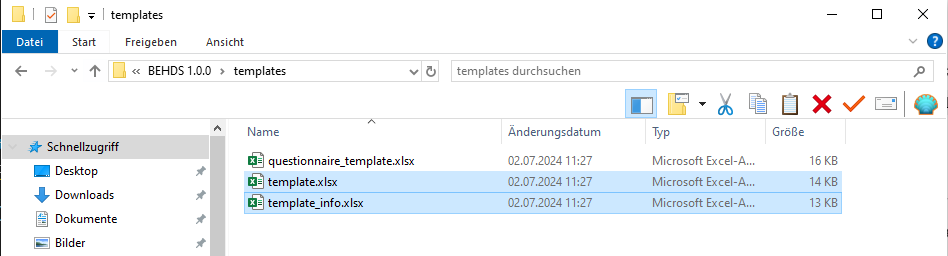 templates
Datei Start Freigeben Ansicht
« BEHDS 1.0.0 > templates templates durchsuchen
Name Änderungsdatum Typ Größe
Schnellzugriff
questionnaire_template.xlsx 02.07.2024 11:27 Microsoft Excel-A... 16 KB
Desktop
template.xlsx 02.07.2024 11:27 Microsoft Excel-A... 14 KB
Downloads
template_info.xlsx 02.07.2024 11:27 Microsoft Excel-A... 13 KB
Dokumente
Bilder